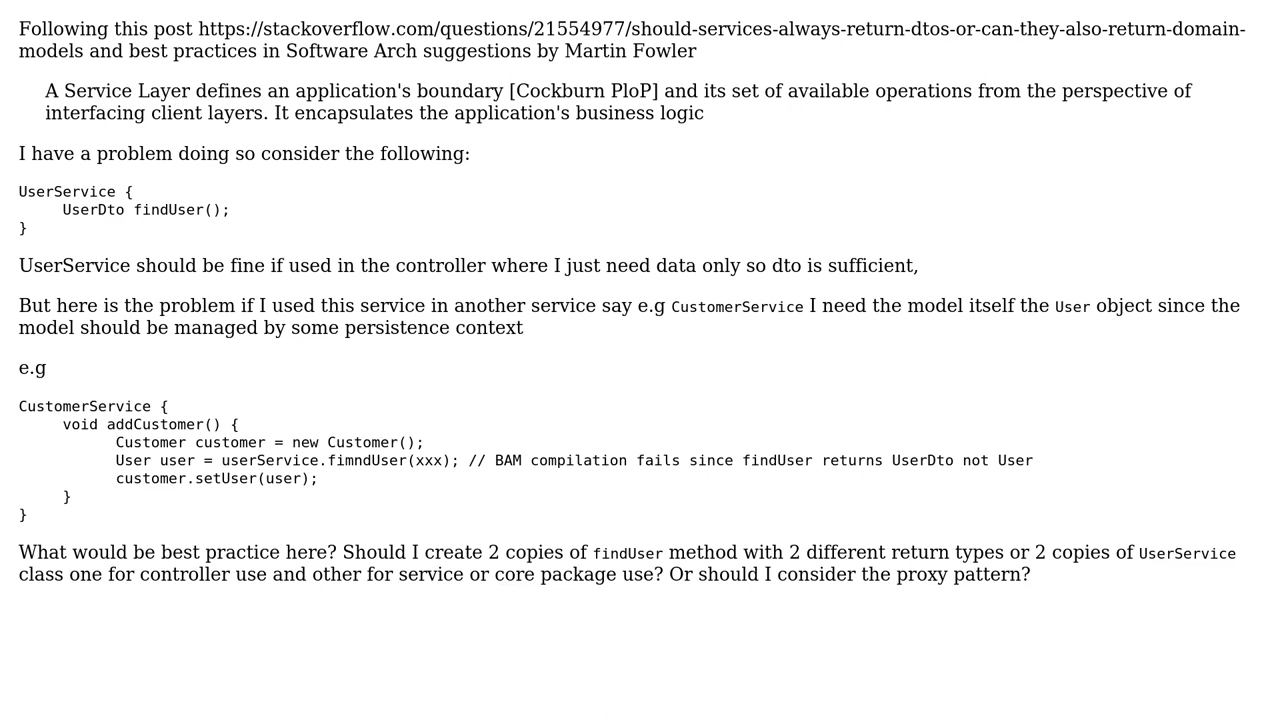 Following this post https://stackoverflow.com/questions/21554977/should-services-always-return-dtos-or-can-they-also-return-domain-
models and best practices in Software Arch suggestions by Martin Fowler
A Service Layer defines an application's boundary [Cockburn PloP] and its set of available operations from the perspective of
interfacing client layers. It encapsulates the application's business logic
I have a problem doing so consider the following:
UserService {
     UserDto findUser();
}
UserService should be fine if used in the controller where I just need data only so dto is sufficient,
But here is the problem if I used this service in another service say e.g CustomerService I need the model itself the User object since the
model should be managed by some persistence context
e.g
CustomerService {
     void addCustomer() {
           Customer customer = new Customer();
           User user = userService.fimndUser(xxx); // BAM compilation fails since findUser returns UserDto not User
           customer.setUser(user);
     }
}
What would be best practice here? Should I create 2 copies of findUser method with 2 different return types or 2 copies of UserService
class one for controller use and other for service or core package use? Or should I consider the proxy pattern?